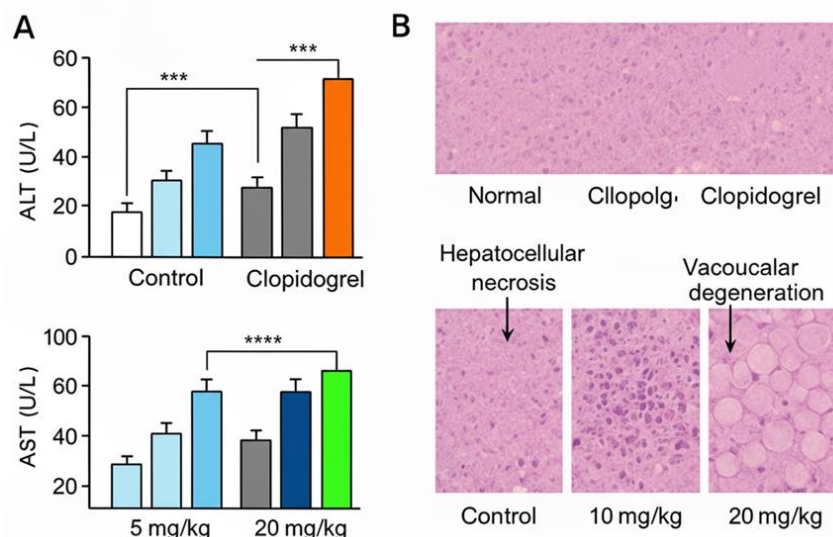 A
ALT (U/L)
60
60
40
20
0
***
***
Control
Clopidogrel
AST (U/L)
100
60
40
20
****
5 mg/kg
20 mg/kg
B
Normal
Cllopolg
Clopidogrel
Hepatocellular
necrosis
Vacoucalar
degeneration
Control
10 mg/kg
20 mg/kg